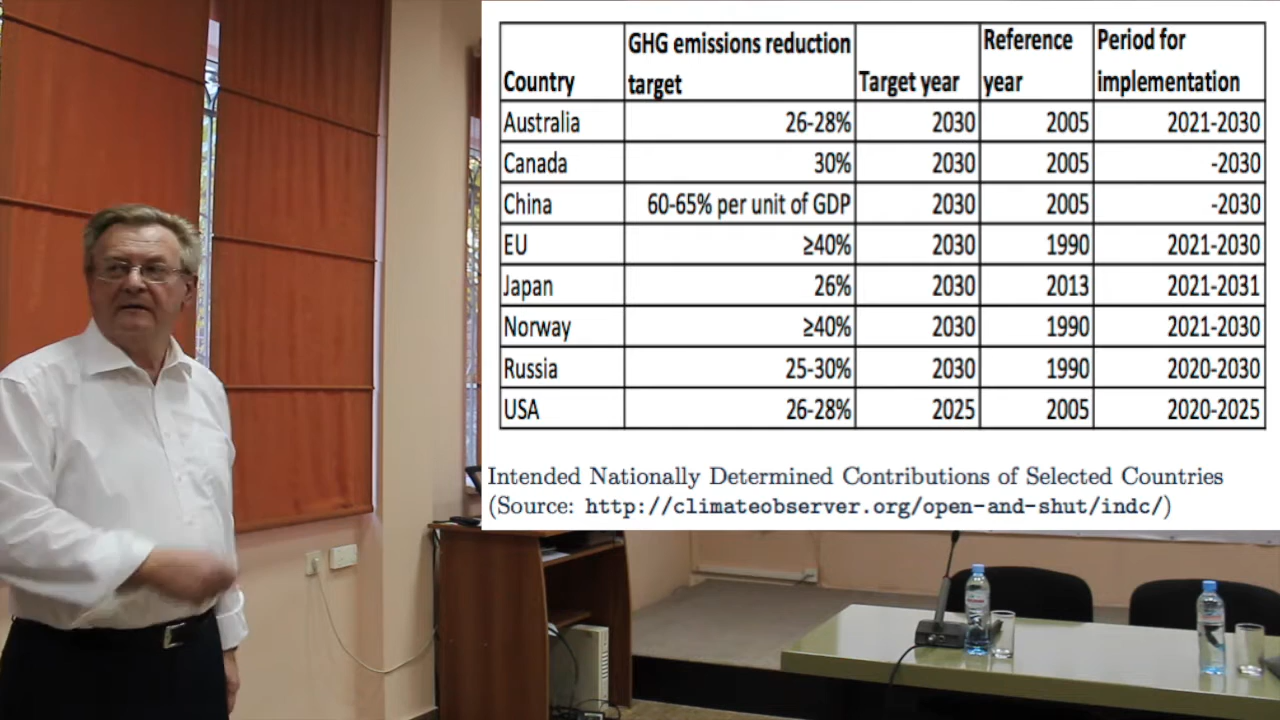 Country GHG emissions reduction target Target year Reference year Period for implementation
Australia 26-28% 2030 2005 2021-2030
Canada 30% 2030 2005 -2030
China 60-65% per unit of GDP 2030 2005 -2030
EU ≥40% 2030 1990 2021-2030
Japan 26% 2030 2013 2021-2031
Norway ≥40% 2030 1990 2021-2030
Russia 25-30% 2030 1990 2020-2030
USA 26-28% 2025 2005 2020-2025
Intended Nationally Determined Contributions of Selected Countries
(Source: http://climateobserver.org/open-and-shut/indc/)